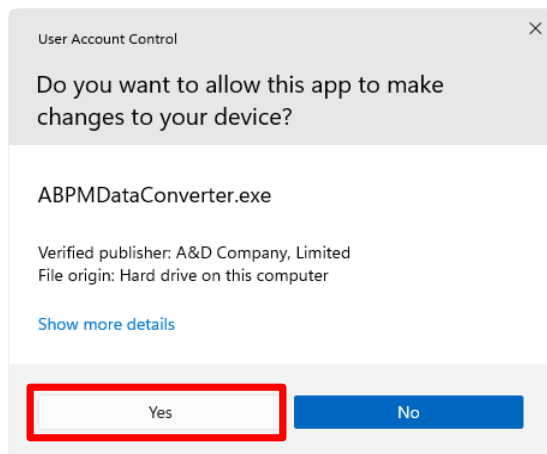 User Account Control
Do you want to allow this app to make
changes to your device?
ABPMDataConverter.exe
Verified publisher: A&D Company, Limited
File origin: Hard drive on this computer
Show more details
Yes
No